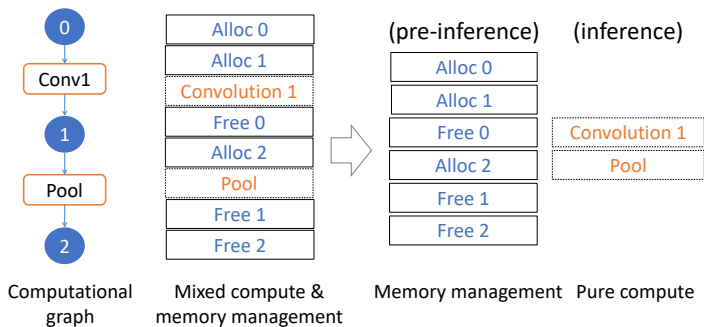 0
Conv1
1
Pool
2
Computational
graph
Alloc 0
Alloc 1
Convolution 1
Free 0
Alloc 2
Pool
Free 1
Free 2
Mixed compute &
memory management
(pre-inference)
Alloc 0
Alloc 1
Free 0
Alloc 2
Free 1
Free 2
Memory management
(inference)
Convolution 1
Pool
Pure compute